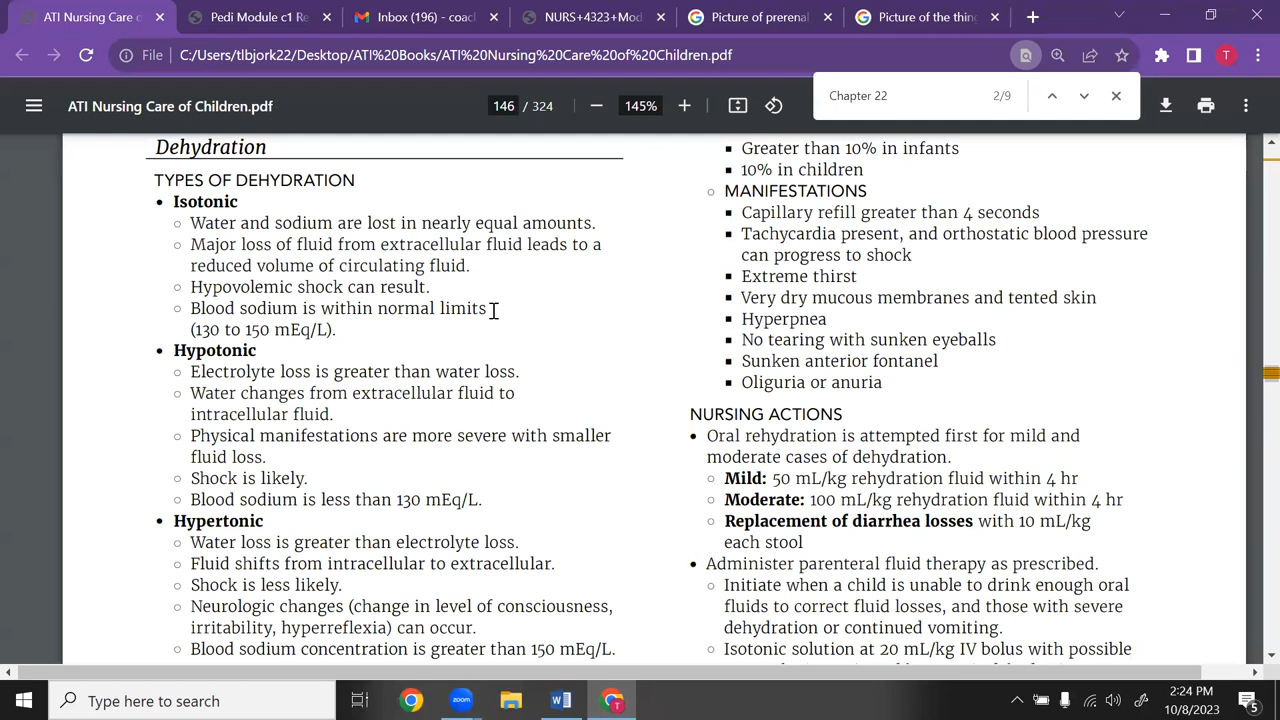 ATI Nursing Care of Childre
Pedi Module c1 Re
Inbox (196) - coac
NURS+4323+Mod
Picture of prerena
Picture of the thin
File
C:/Users/tlbjork22/Desktop/ATI%20Books/ATI%20Nursing%20Care%20of%20Children.pdf
T
ATI Nursing Care of Children.pdf
146 / 324
145%
Chapter 22
2/9
Dehydration
TYPES OF DEHYDRATION
• Isotonic
○ Water and sodium are lost in nearly equal amounts.
○ Major loss of fluid from extracellular fluid leads to a
reduced volume of circulating fluid.
○ Hypovolemic shock can result.
○ Blood sodium is within normal limits
(130 to 150 mEq/L).
• Hypotonic
○ Electrolyte loss is greater than water loss.
○ Water changes from extracellular fluid to
intracellular fluid.
○ Physical manifestations are more severe with smaller
fluid loss.
○ Shock is likely.
○ Blood sodium is less than 130 mEq/L.
• Hypertonic
○ Water loss is greater than electrolyte loss.
○ Fluid shifts from intracellular to extracellular.
○ Shock is less likely.
○ Neurologic changes (change in level of consciousness,
irritability, hyperreflexia) can occur.
○ Blood sodium concentration is greater than 150 mEq/L.
■ Greater than 10% in infants
■ 10% in children
○ MANIFESTATIONS
■ Capillary refill greater than 4 seconds
■ Tachycardia present, and orthostatic blood pressure
can progress to shock
■ Extreme thirst
■ Very dry mucous membranes and tented skin
■ Hyperpnea
■ No tearing with sunken eyeballs
■ Sunken anterior fontanel
■ Oliguria or anuria
NURSING ACTIONS
• Oral rehydration is attempted first for mild and
moderate cases of dehydration.
○ Mild: 50 mL/kg rehydration fluid within 4 hr
○ Moderate: 100 mL/kg rehydration fluid within 4 hr
○ Replacement of diarrhea losses with 10 mL/kg
each stool
• Administer parenteral fluid therapy as prescribed.
○ Initiate when a child is unable to drink enough oral
fluids to correct fluid losses, and those with severe
dehydration or continued vomiting.
○ Isotonic solution at 20 mL/kg IV bolus with possible
Type here to search
zoom
T
2:24 PM
10/8/2023
5